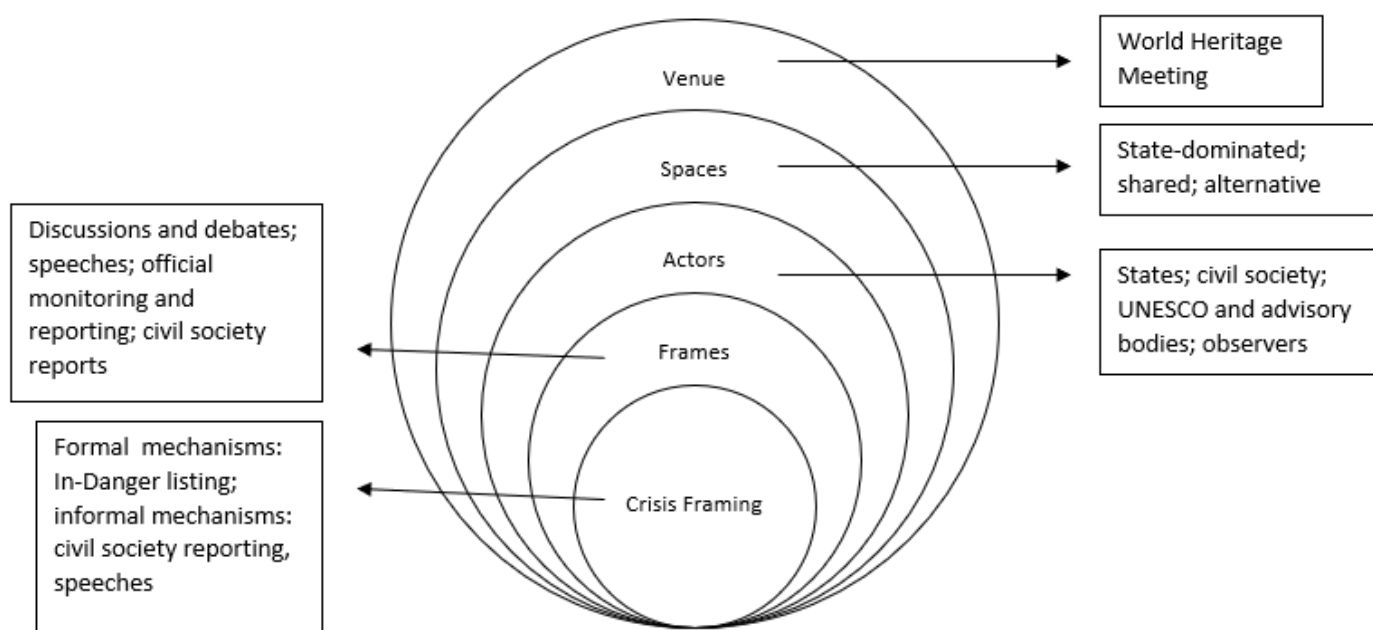 Venue
World Heritage
Meeting
Spaces
State-dominated;
shared; alternative
Actors
States; civil society;
UNESCO and advisory
bodies; observers
Discussions and debates;
speeches; official
monitoring and
reporting; civil society
reports
Frames
Formal  mechanisms:
In-Danger listing;
informal mechanisms:
civil society reporting,
speeches
Crisis Framing